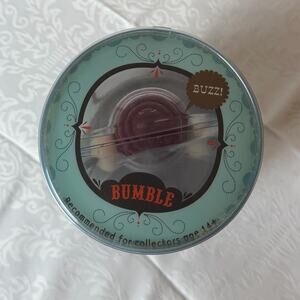 BUZZ!
BUMBLE
Recommended for collectors age 14+